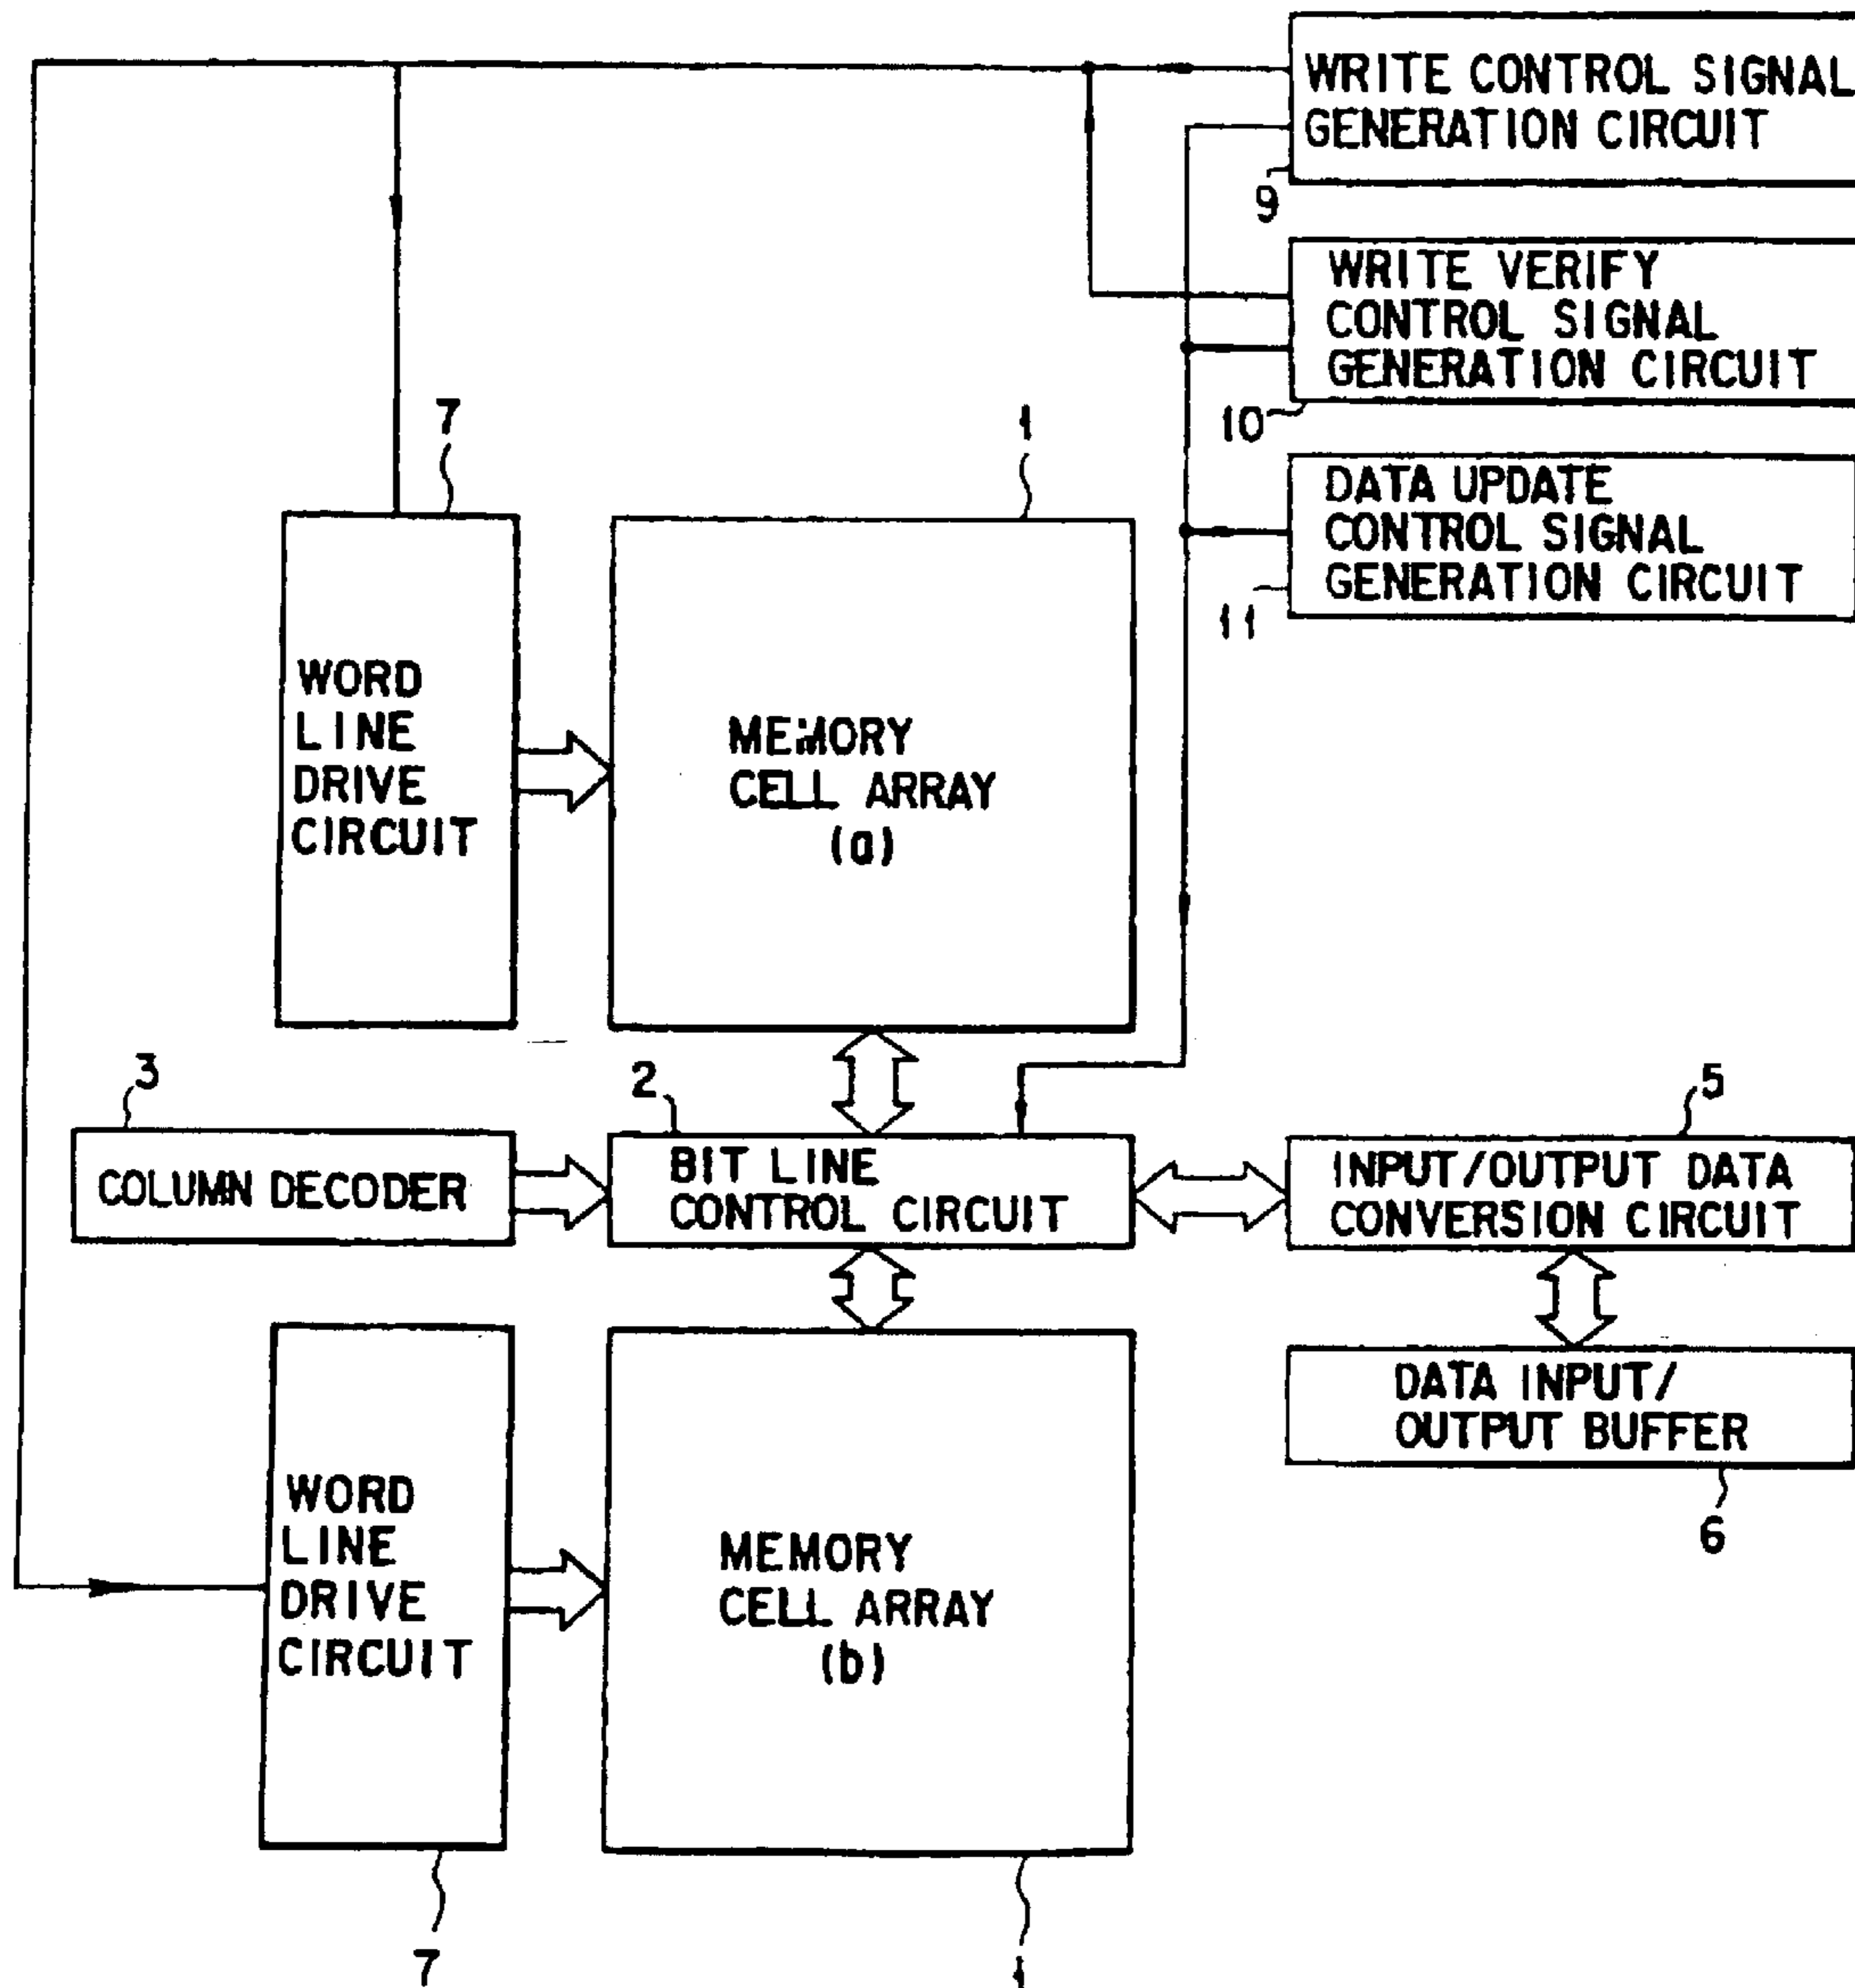 WRITE CONTROL SIGNAL
GENERATION CIRCUIT
9
WRITE VERIFY
CONTROL SIGNAL
GENERATION CIRCUIT
10
DATA UPDATE
CONTROL SIGNAL
GENERATION CIRCUIT
11
7
1
WORD
LINE
DRIVE
CIRCUIT
MEMORY
CELL ARRAY
(a)
3
2
5
COLUMN DECODER
BIT LINE
CONTROL CIRCUIT
INPUT/OUTPUT DATA
CONVERSION CIRCUIT
DATA INPUT/
OUTPUT BUFFER
6
WORD
LINE
DRIVE
CIRCUIT
MEMORY
CELL ARRAY
(b)
7
1